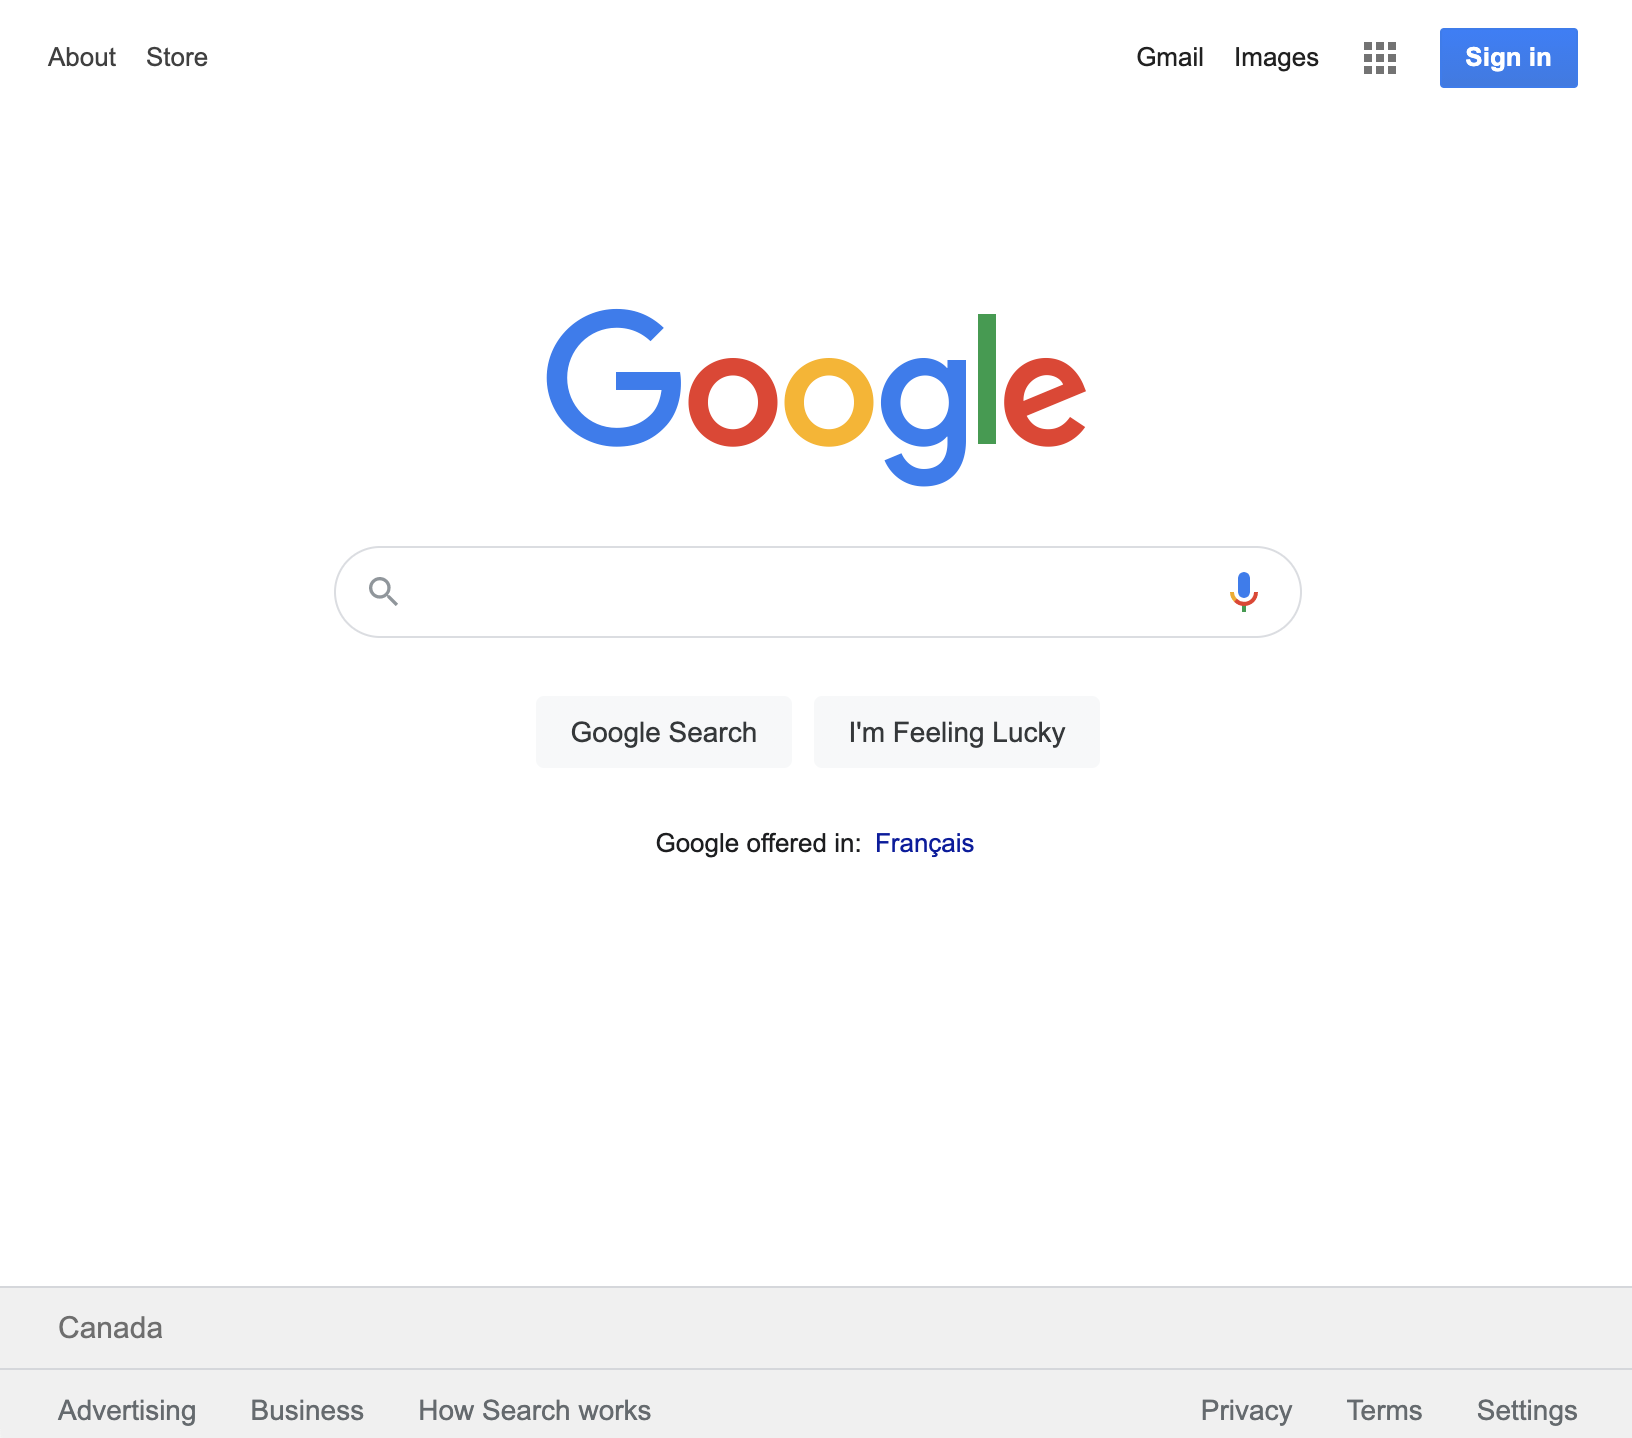 About Store Gmail Images Sign in
Google
Google Search I'm Feeling Lucky
Google offered in: Français
Canada
Advertising Business How Search works Privacy Terms Settings